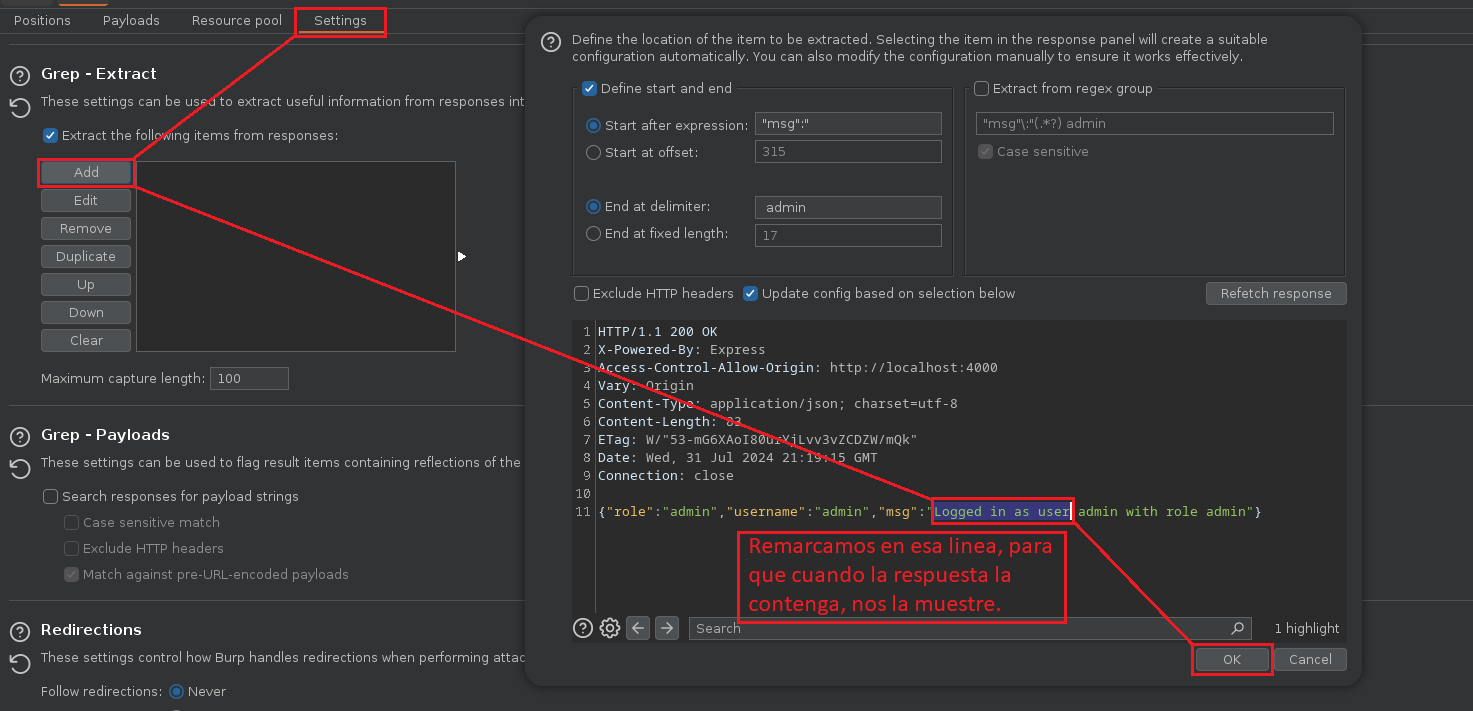 Positions Payloads Resource pool Settings
Grep - Extract
These settings can be used to extract useful information from responses int
Extract the following items from responses:
Add
Edit
Remove
Duplicate
Up
Down
Clear
Maximum capture length: 100
Grep - Payloads
These settings can be used to flag result items containing reflections of the
Search responses for payload strings
Case sensitive match
Exclude HTTP headers
Match against pre-URL-encoded payloads
Redirections
These settings control how Burp handles redirections when performing attac
Follow redirections: Never
Define the location of the item to be extracted. Selecting the item in the response panel will create a suitable
configuration automatically. You can also modify the configuration manually to ensure it works effectively.
Define start and end
Start after expression: "msg":"
Start at offset: 315
End at delimiter: admin
End at fixed length: 17
Extract from regex group
"msg"\:"(.*?) admin
Case sensitive
Exclude HTTP headers Update config based on selection below Refetch response
1 HTTP/1.1 200 OK
2 X-Powered-By: Express
3 Access-Control-Allow-Origin: http://localhost:4000
4 Vary: Origin
5 Content-Type: application/json; charset=utf-8
6 Content-Length: 83
7 ETag:
8 Date: Wed, 31 Jul 2024 21:19:15 GMT
9 Connection: close
10
11 {"role":"admin","username":"admin","msg":"Logged in as user admin with role admin"}
Remarcamos en esa linea, para
que cuando la respuesta la
contenga, nos la muestre.
Search 1 highlight
OK Cancel